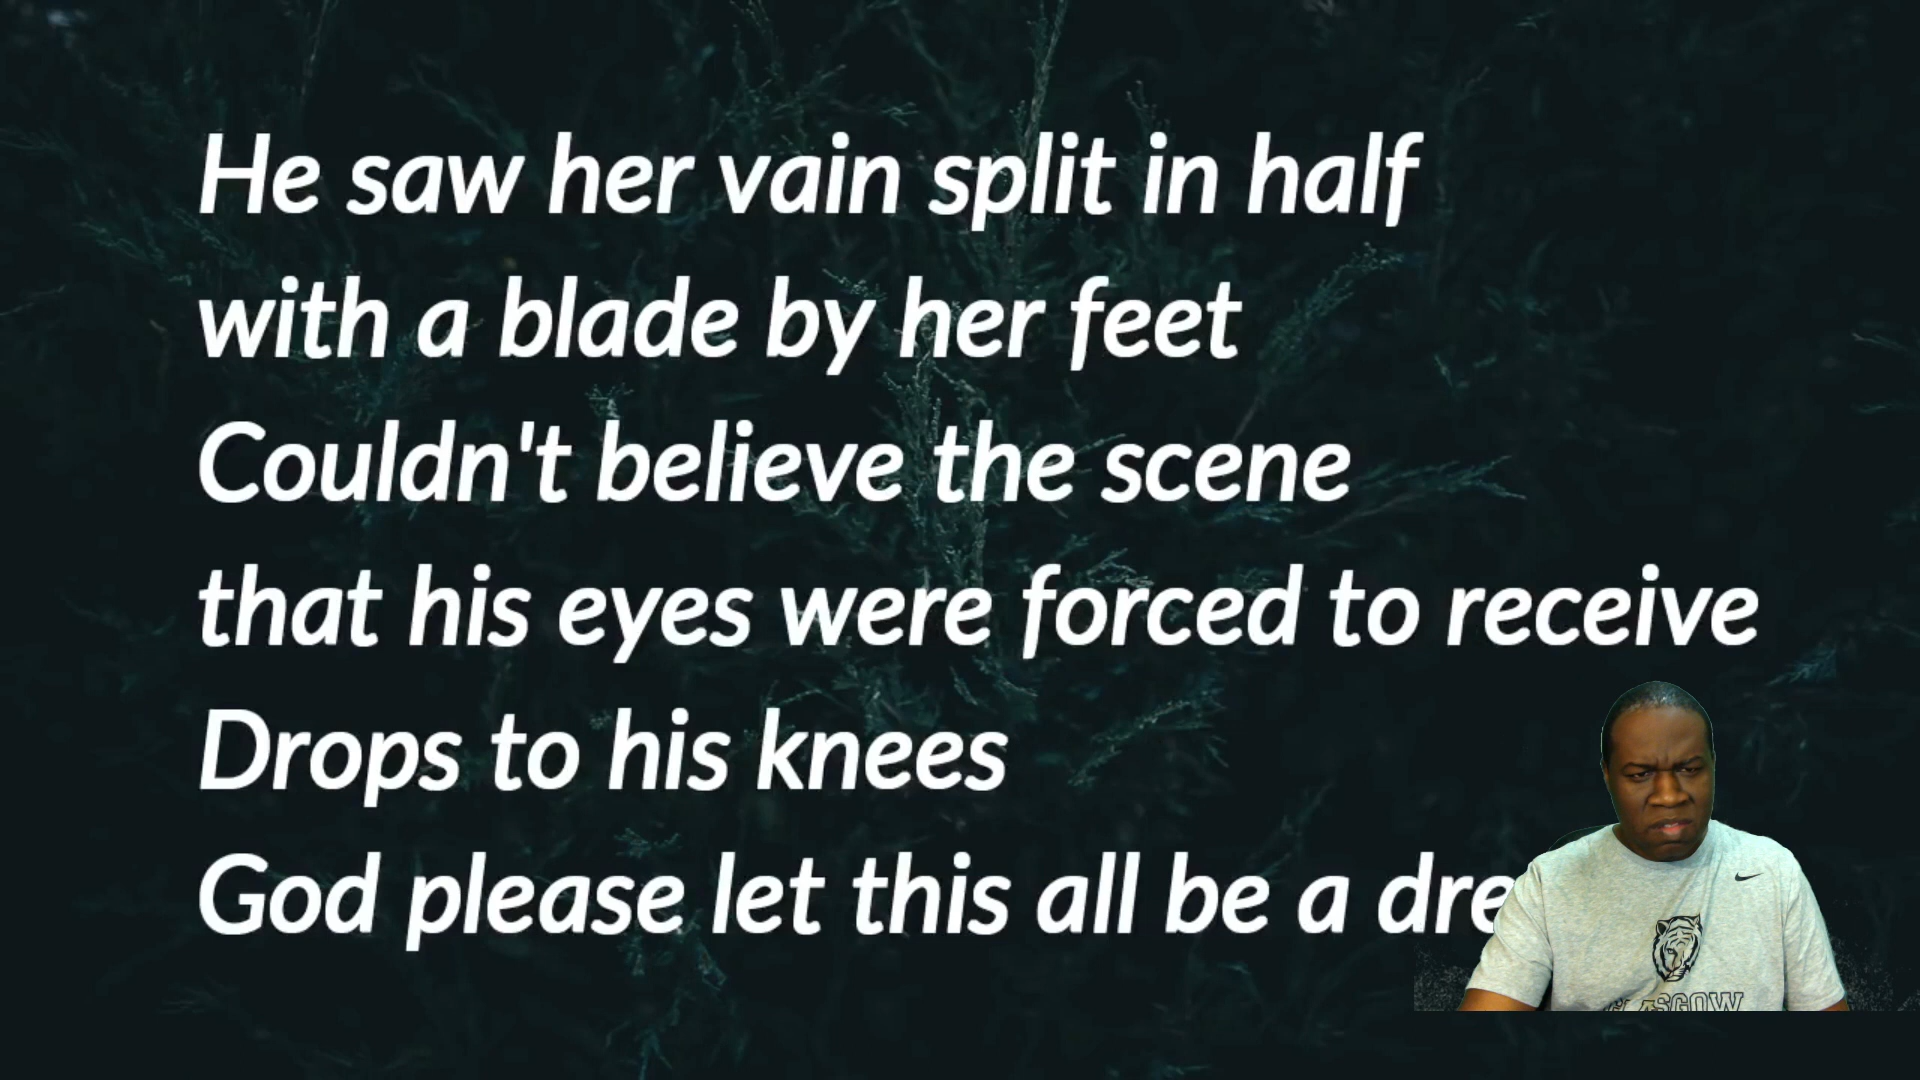 He saw her vain split in half
with a blade by her feet
Couldn't believe the scene
that his eyes were forced to receive
Drops to his knees
God please let this all be a